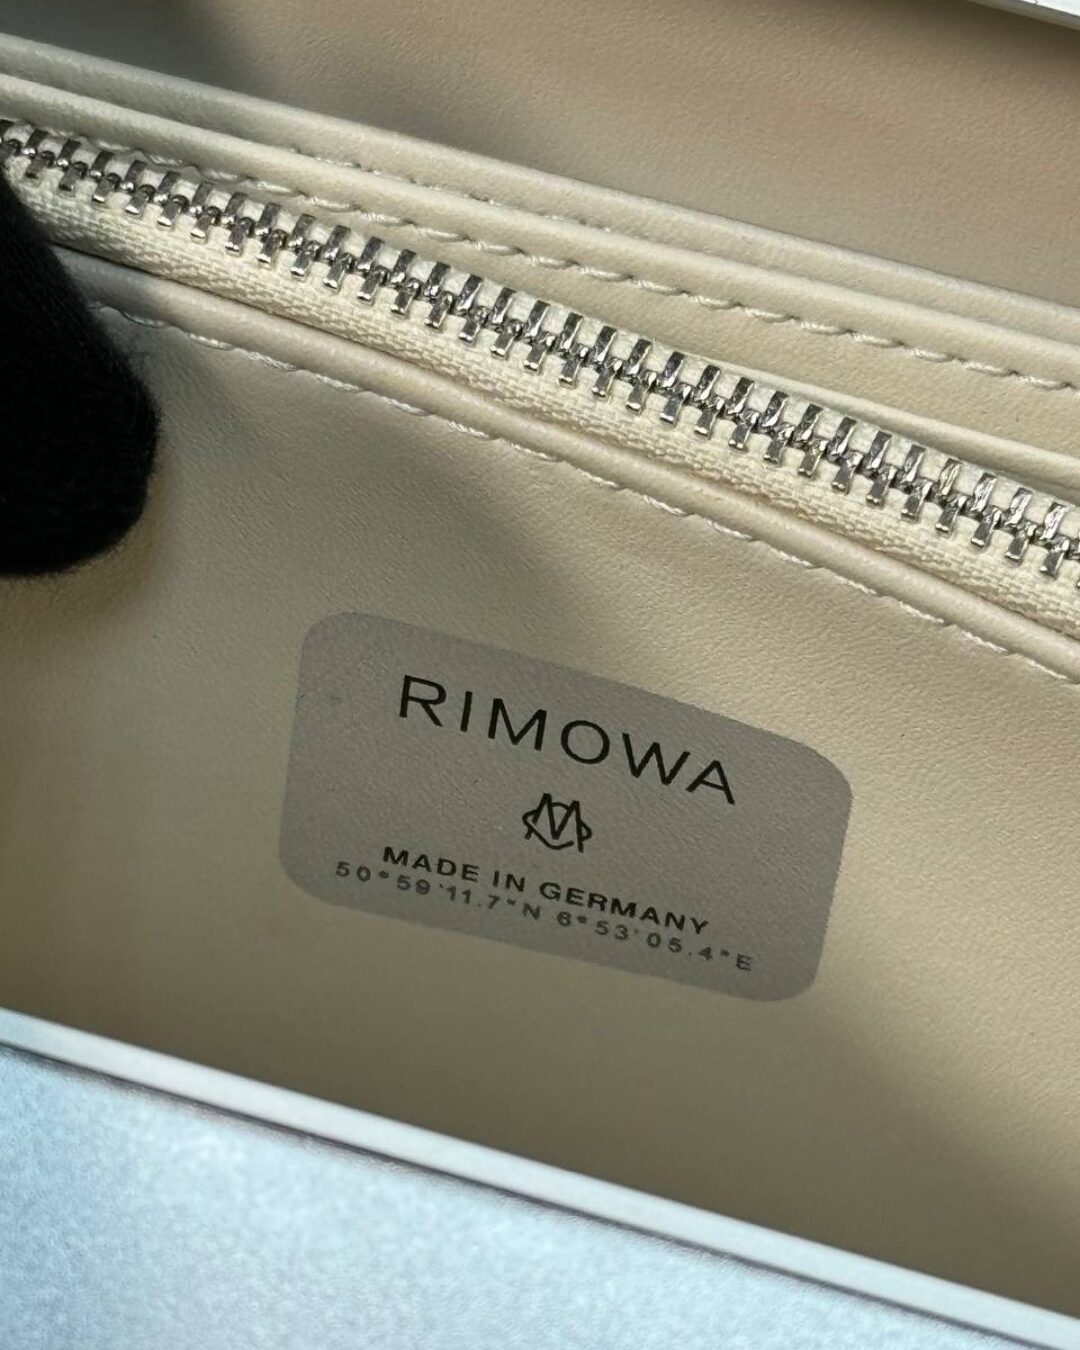 RIMOWA
MADE IN GERMANY
50°59'11.7"N 6°53'05.4"E